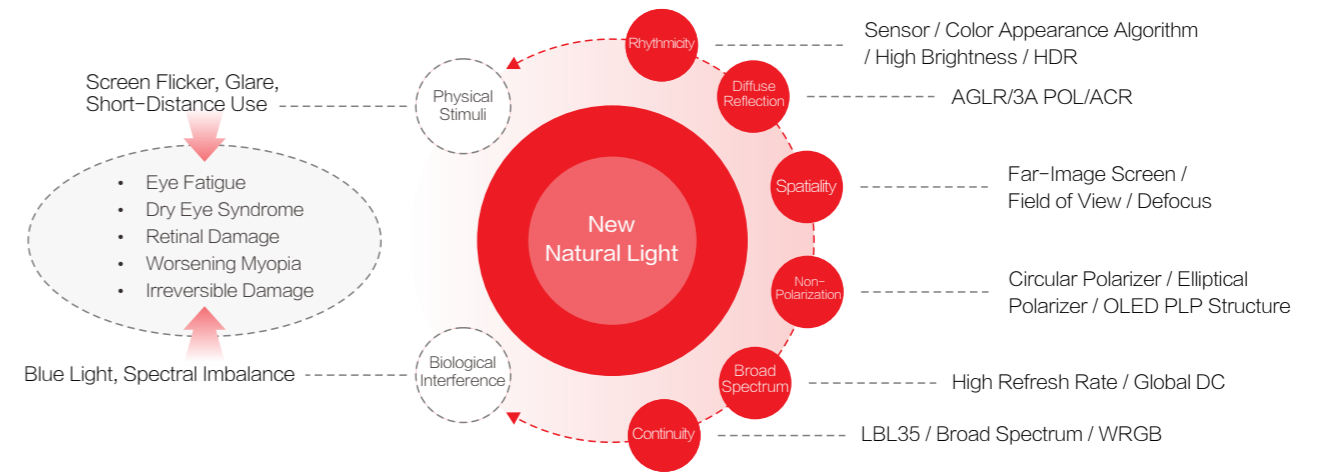 Screen Flicker, Glare,
Short-Distance Use
• Eye Fatigue
• Dry Eye Syndrome
• Retinal Damage
• Worsening Myopia
• Irreversible Damage
Blue Light, Spectral Imbalance
Physical
Stimuli
Biological
Interference
New
Natural Light
Rhythmicity
Sensor / Color Appearance Algorithm
/ High Brightness / HDR
Diffuse
Reflection
AGLR/3A POL/ACR
Spatiality
Far-Image Screen /
Field of View / Defocus
Non-
Polarization
Circular Polarizer / Elliptical
Polarizer / OLED PLP Structure
Broad
Spectrum
High Refresh Rate / Global DC
Continuity
LBL35 / Broad Spectrum / WRGB